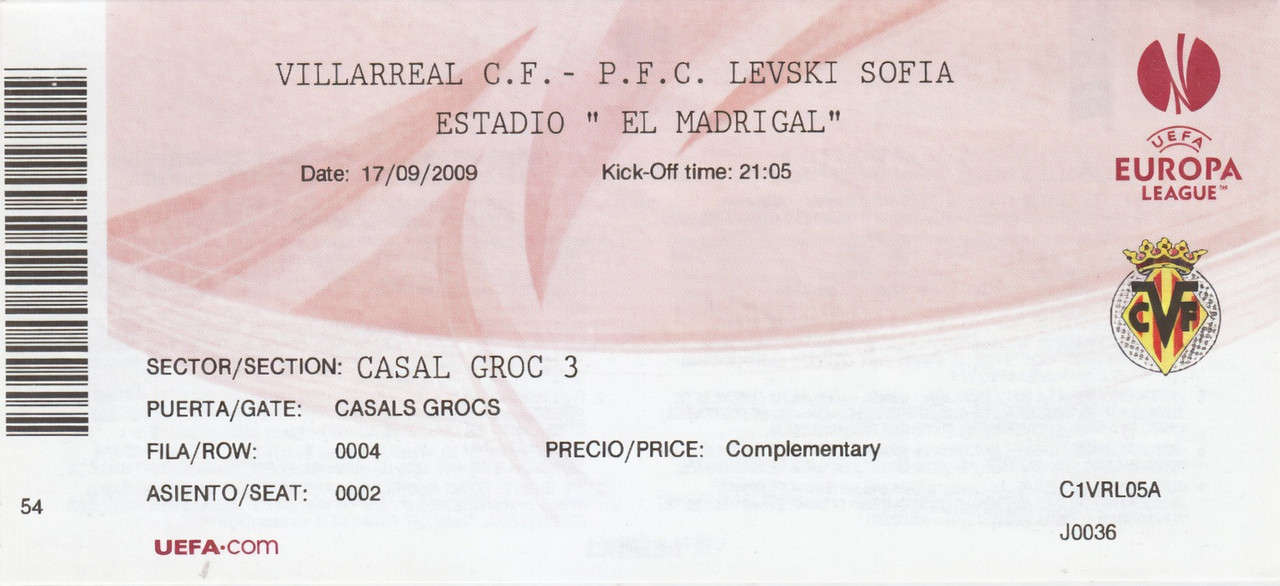 VILLARREAL C.F.- P.F.C. LEVSKI SOFIA
ESTADIO " EL MADRIGAL"
Date: 17/09/2009 Kick-Off time: 21:05
UEFA
EUROPA
LEAGUE™
CVF
SECTOR/SECTION: CASAL GROC 3
PUERTA/GATE: CASALS GROCS
FILA/ROW: 0004 PRECIO/PRICE: Complementary
ASIENTO/SEAT: 0002
C1VRL05A
54
J0036
UEFA.com